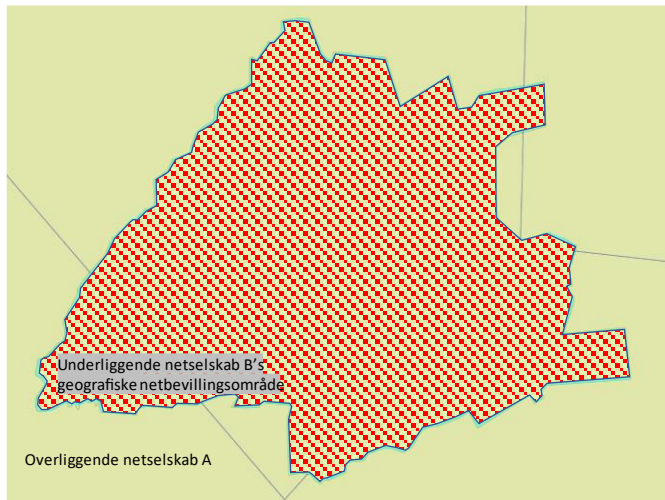 Underliggende netselskab B's
geografiske netbevillingsområde
Overliggende netselskab A